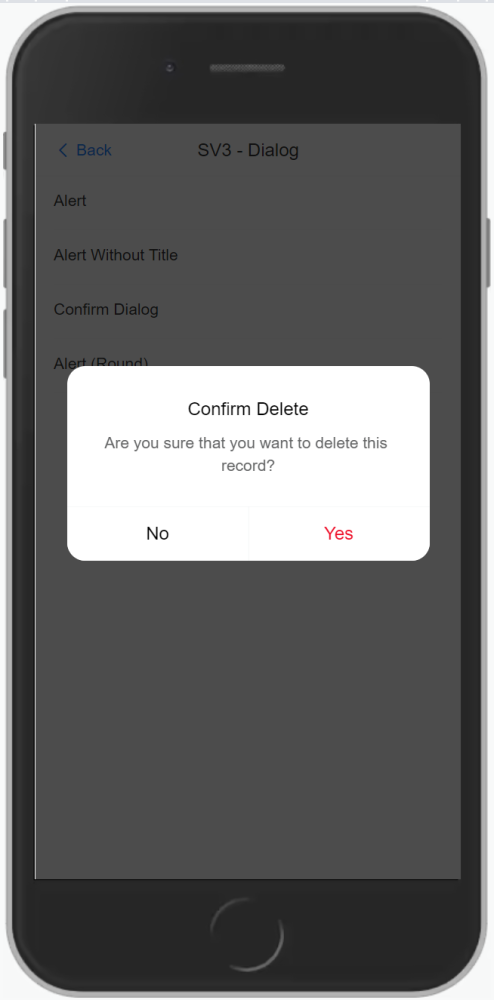 Back
SV3 - Dialog
Alert
Alert Without Title
Confirm Dialog
Alert (Round)
Confirm Delete
Are you sure that you want to delete this
record?
No
Yes